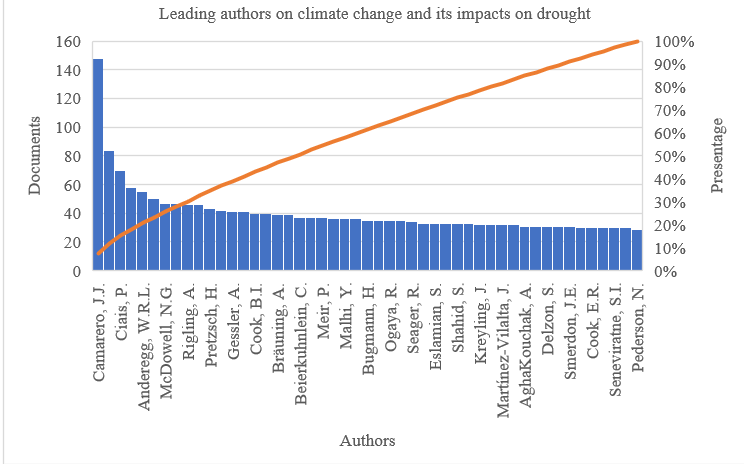 Leading authors on climate change and its impacts on drought
160
140
120
100
80
60
40
20
0
Documents
100%
90%
80%
70%
60%
50%
40%
30%
20%
10%
0%
Presentage
Camarero, J.J.
Ciais, P.
Anderegg, W.R.L.
McDowell, N.G.
Rigling, A.
Pretzsch, H.
Gessler, A.
Cook, B.I.
Bräuning, A.
Beierkuhnlein, C.
Meir, P.
Malhi, Y.
Bugmann, H.
Ogaya, R.
Seager, R.
Eslamian, S.
Shahid, S.
Kreyling, J.
Martínez-Vilalta, J.
AghaKouchak, A.
Delzon, S.
Smerdon, J.E.
Cook, E.R.
Seneviratne, S.I.
Pederson, N.
Authors